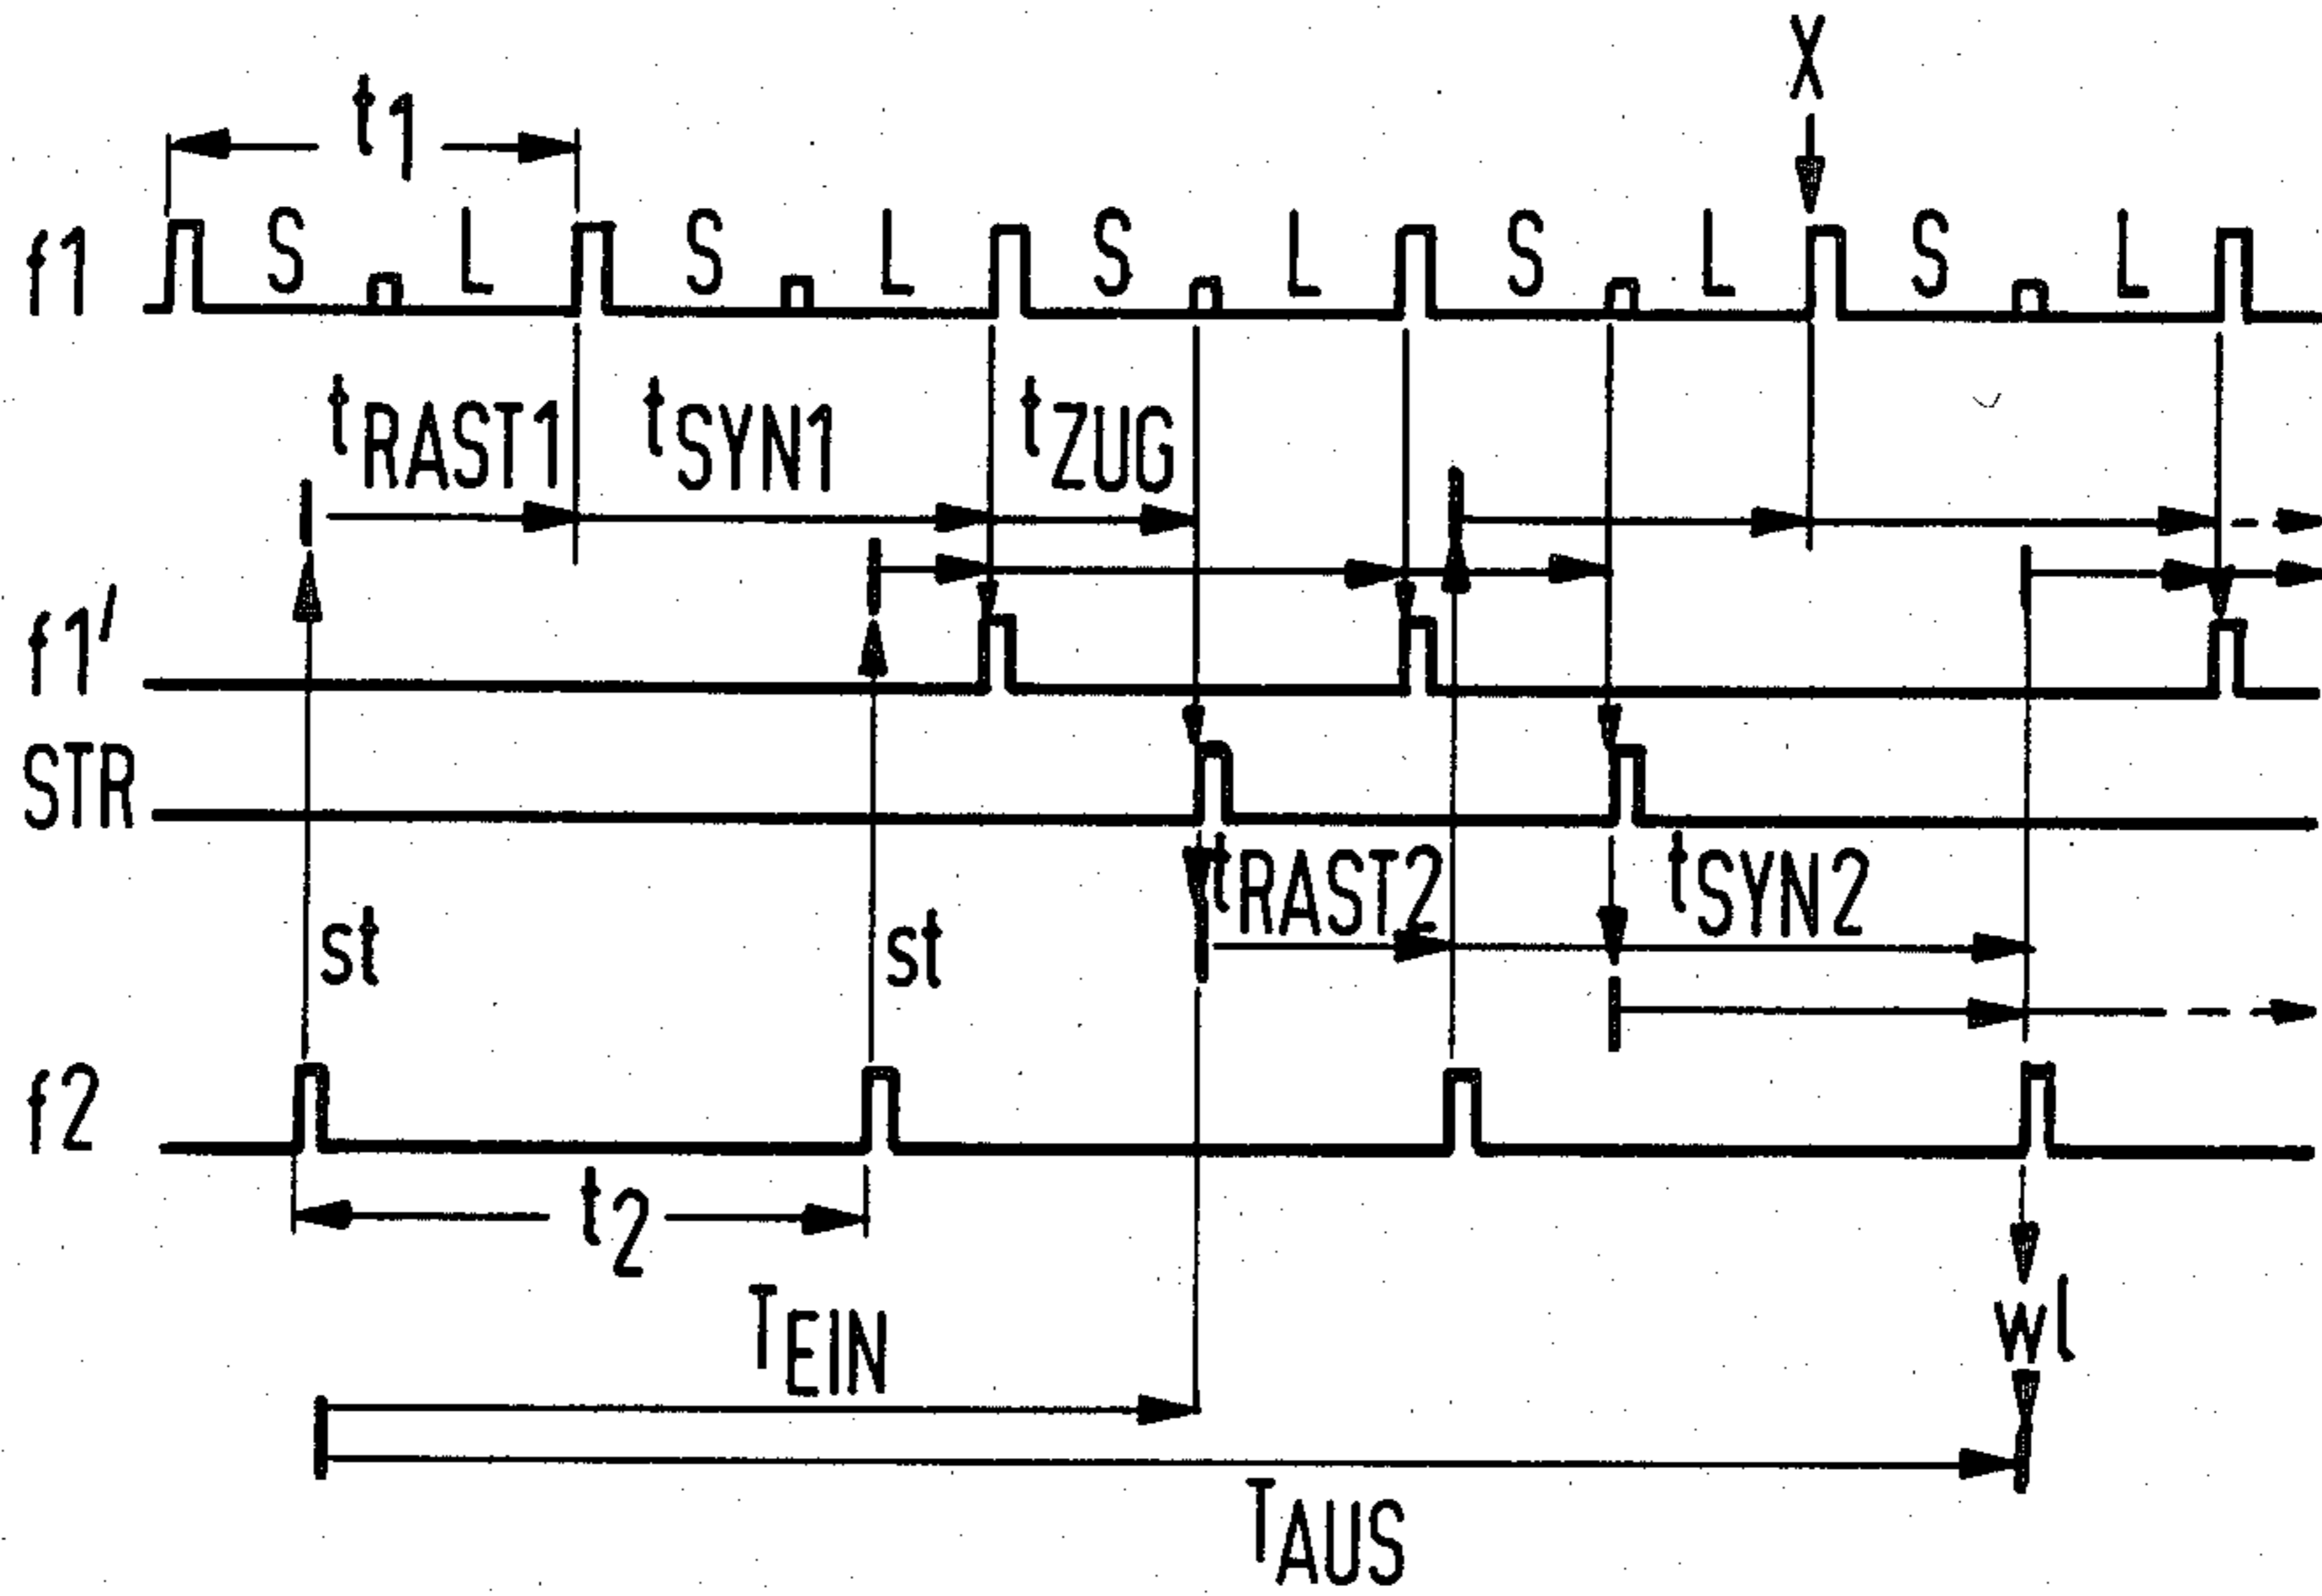 X
t1
f1 S L S L S L S L S L
tRAST1 tSYN1 tZUG
f1'
STR
tRAST2 tSYN2
st st
f2
t2
TEIN
wl
TAUS